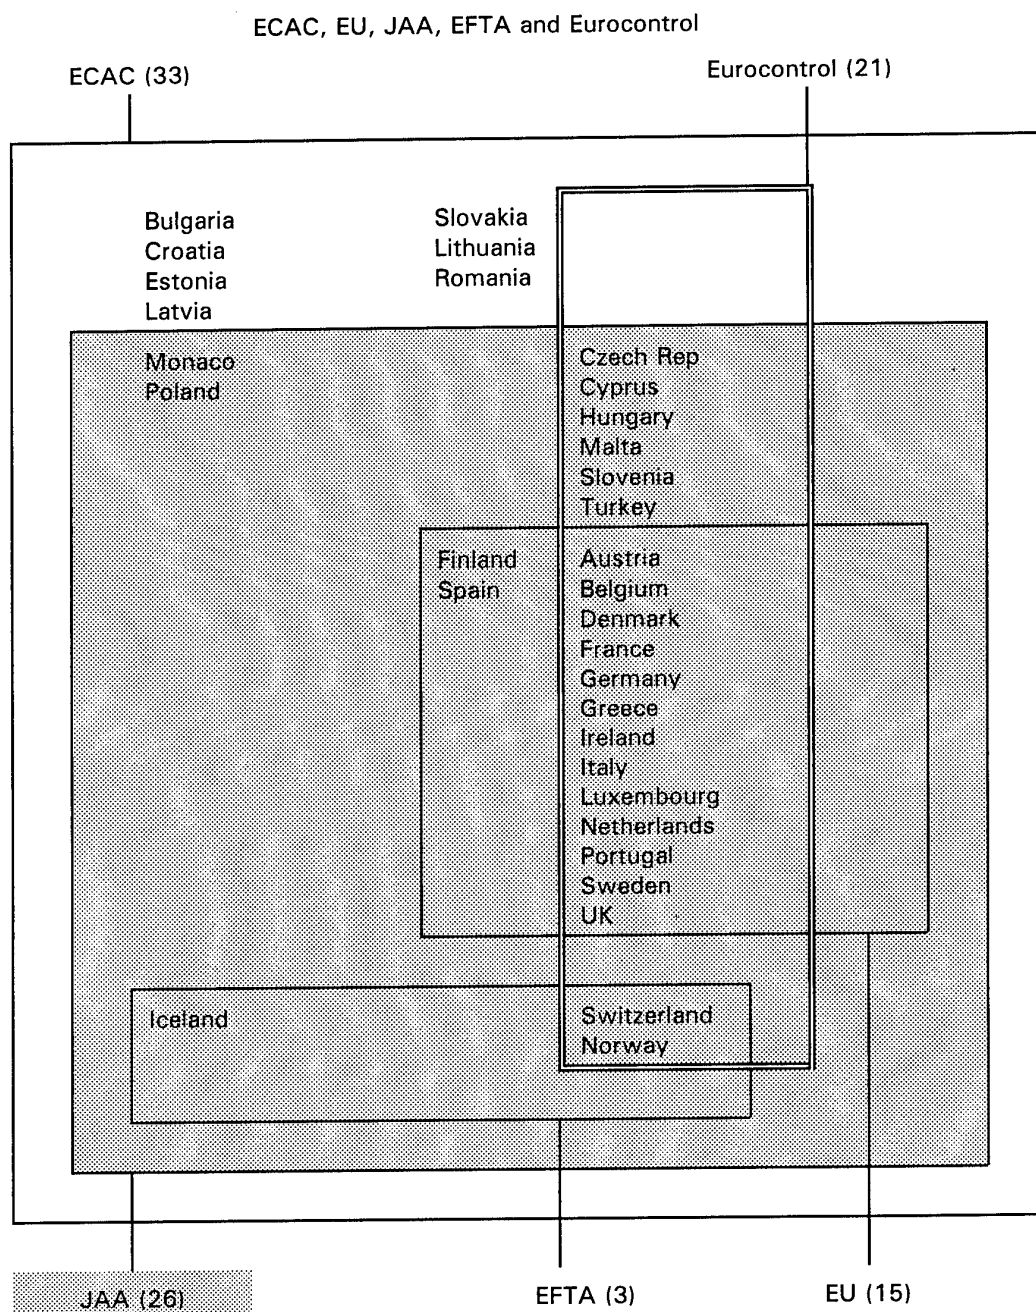 ECAC, EU, JAA, EFTA and Eurocontrol
ECAC (33)
Eurocontrol (21)
Bulgaria
Croatia
Estonia
Latvia
Slovakia
Lithuania
Romania
Monaco
Poland
Czech Rep
Cyprus
Hungary
Malta
Slovenia
Turkey
Finland
Spain
Austria
Belgium
Denmark
France
Germany
Greece
Ireland
Italy
Luxembourg
Netherlands
Portugal
Sweden
UK
Iceland
Switzerland
Norway
JAA (26)
EFTA (3)
EU (15)